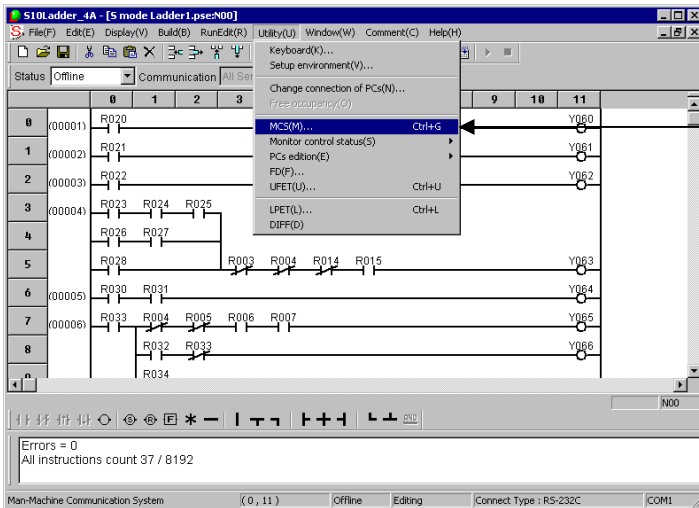 S10Ladder_4A - [S mode Ladder1.pse:N00]
File(F) Edit(E) Display(V) Build(B) RunEdit(R) Utility(U) Window(W) Comment(C) Help(H)
Status Offline Communication All Ser
Keyboard(K)...
Setup environment(V)...
Change connection of PCs(N)...
Free occupancy(O)
MCS(M)... Ctrl+G
Monitor control status(S)
PCs edition(E)
FD(F)...
UFET(U)... Ctrl+U
LPET(L)... Ctrl+L
DIFF(D)
0 1 2 3 9 10 11
0 (00001) R020 Y060
1 (00002) R021 Y061
2 (00003) R022 Y062
3 (00004) R023 R024 R025
4 R026 R027
5 R028 R003 R004 R014 R015 Y063
6 (00005) R030 R031 Y064
7 (00006) R033 R004 R005 R006 R007 Y065
8 R032 R033 Y066
R034
N00
Errors = 0
All instructions count 37 / 8192
Man-Machine Communication System ( 0 , 11 ) Offline Editing Connect Type : RS-232C COM1